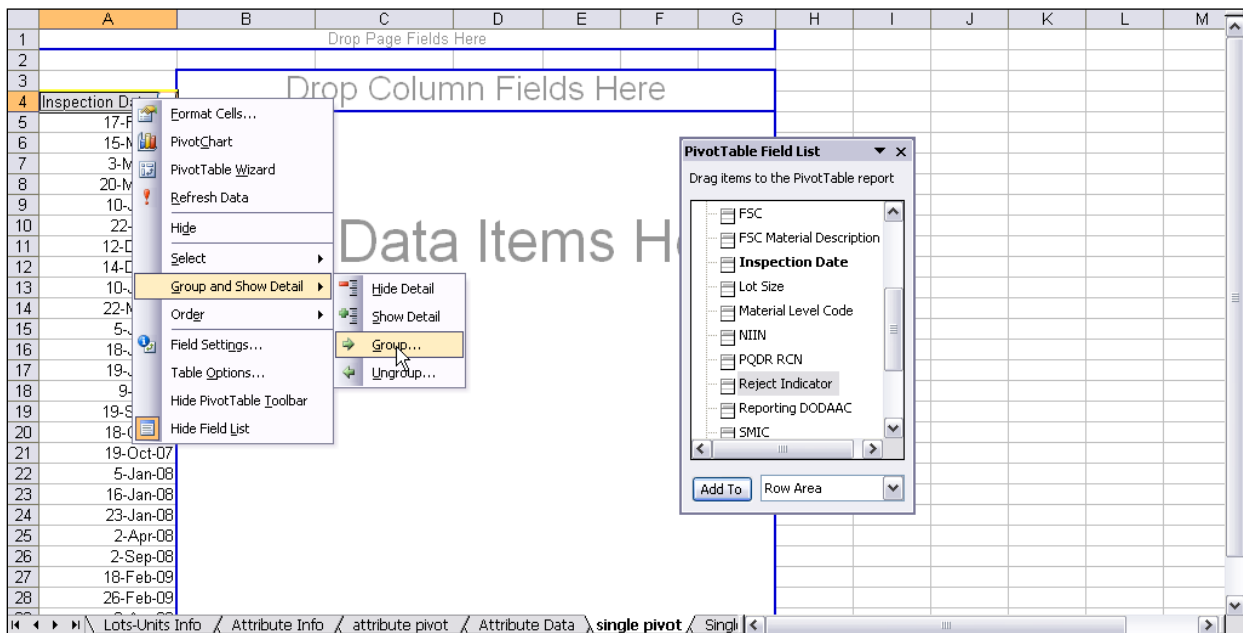 A B C D E F G H I J K L M
1 Drop Page Fields Here
2
3 Drop Column Fields Here
4 Inspection
5 17-F
6 15-M
7 3-M
8 20-M
9 10-
10 22-
11 12-D
12 14-D
13 10-
14 22-M
15 5-
16 18-
17 19-
18 9-
19 19-S
20 18-
21 19-Oct-07
22 5-Jan-08
23 16-Jan-08
24 23-Jan-08
25 2-Apr-08
26 2-Sep-08
27 18-Feb-09
28 26-Feb-09
Data Items
Format Cells...
PivotChart
PivotTable Wizard
Refresh Data
Hide
Select
Group and Show Detail
Order
Field Settings...
Table Options...
Hide PivotTable Toolbar
Hide Field List
Hide Detail
Show Detail
Group...
Ungroup...
PivotTable Field List
Drag items to the PivotTable report
FSC
FSC Material Description
Inspection Date
Lot Size
Material Level Code
NIIN
PQDR RCN
Reject Indicator
Reporting DODAAC
SMIC
Add To Row Area
Lots-Units Info / Attribute Info / attribute pivot / Attribute Data \ single pivot / Singl